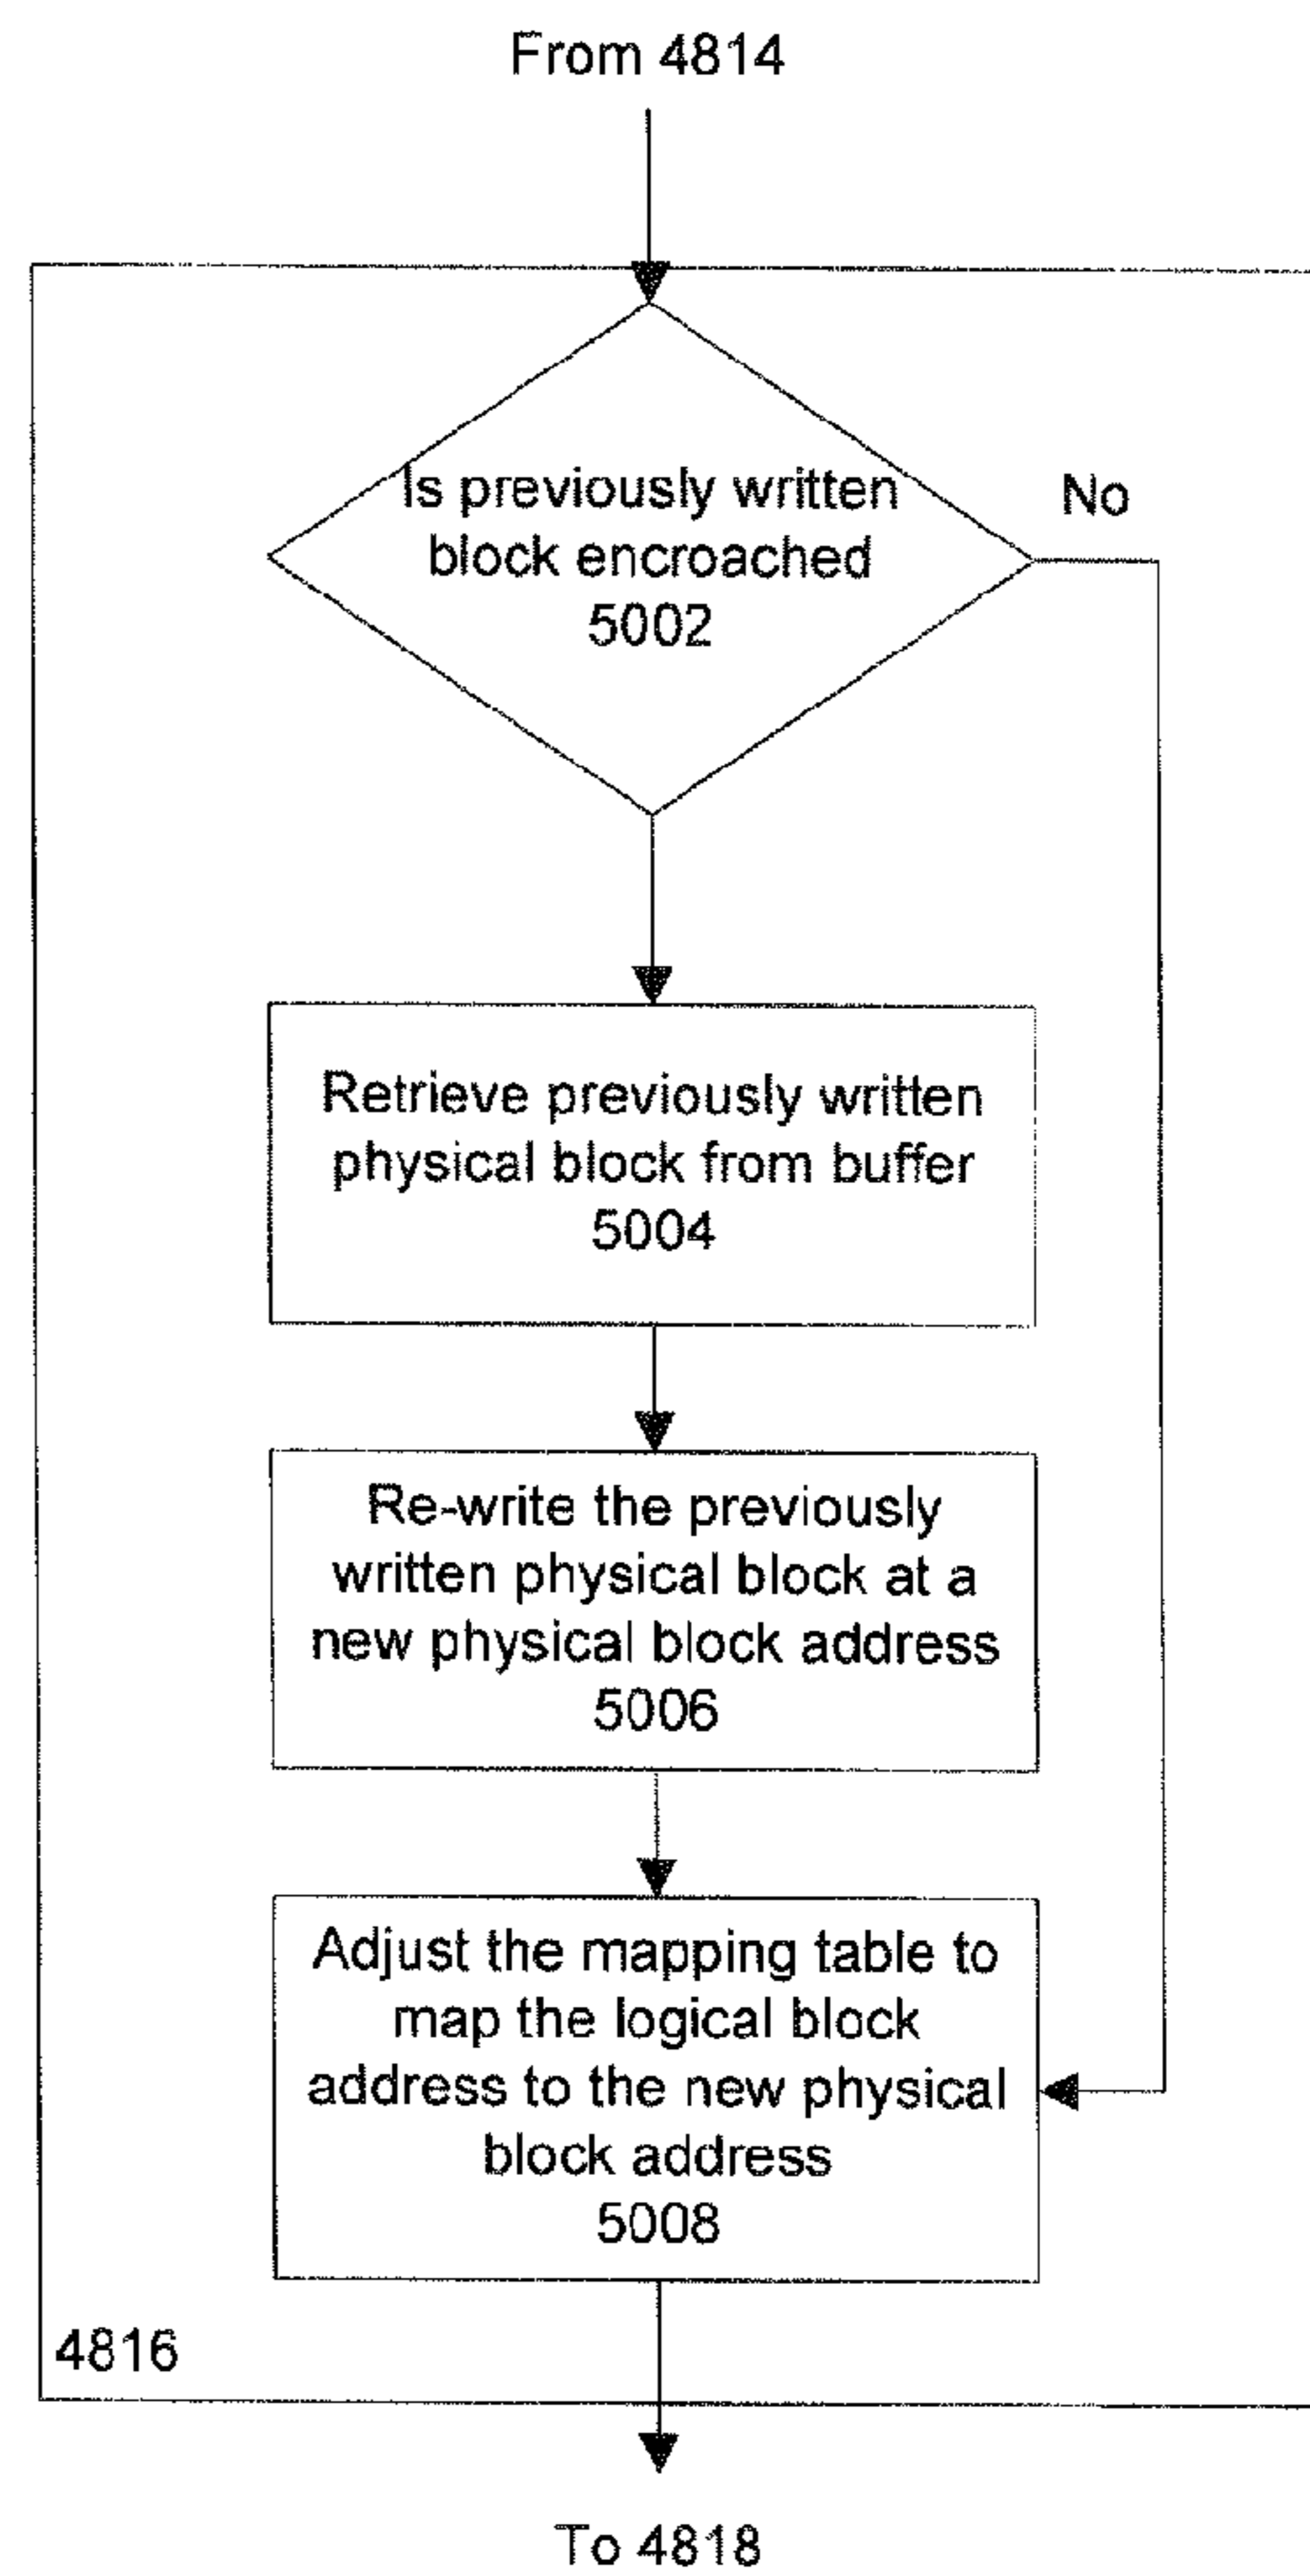 From 4814
Is previously written
No
block encroached
5002
Retrieve previously written
physical block from buffer
5004
Re-write the previously
written physical block at a
new physical block address
5006
Adjust the mapping table to
map the logical block
address to the new physical
block address
5008
4816
To 4818